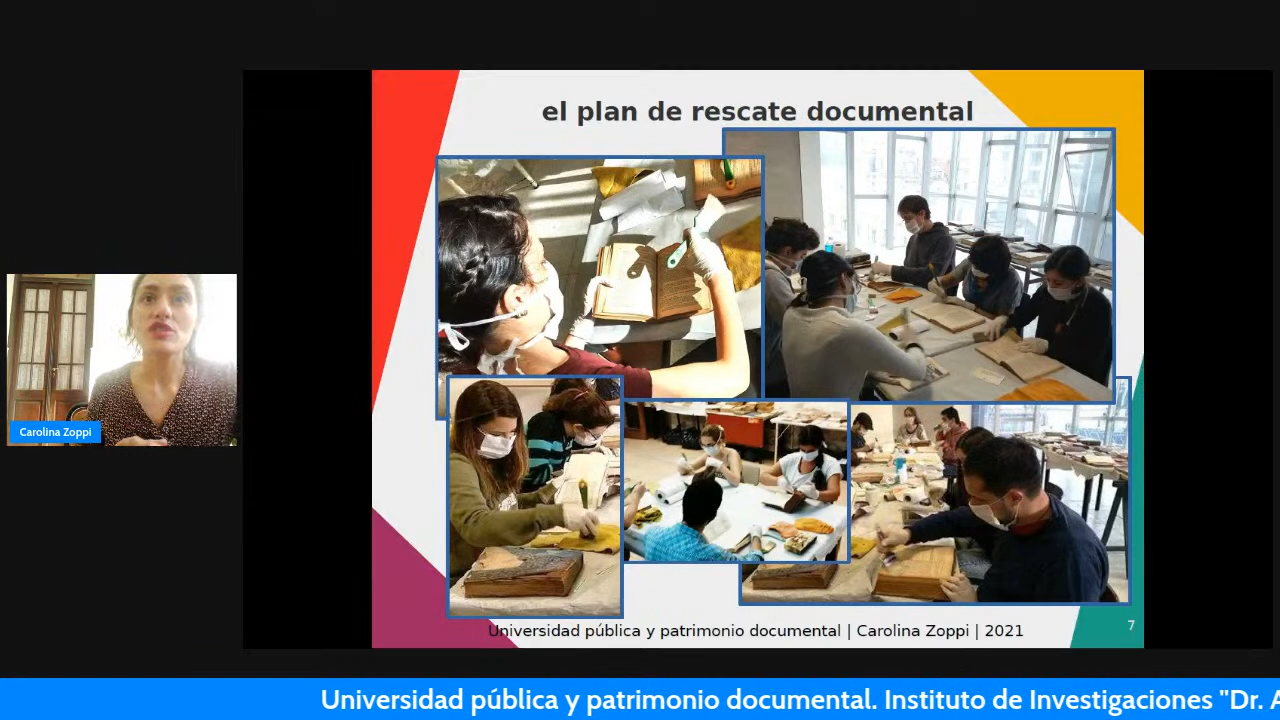 el plan de rescate documental
Carolina Zoppi
Universidad pública y patrimonio documental | Carolina Zoppi | 2021
7
Universidad pública y patrimonio documental. Instituto de Investigaciones "Dr. A